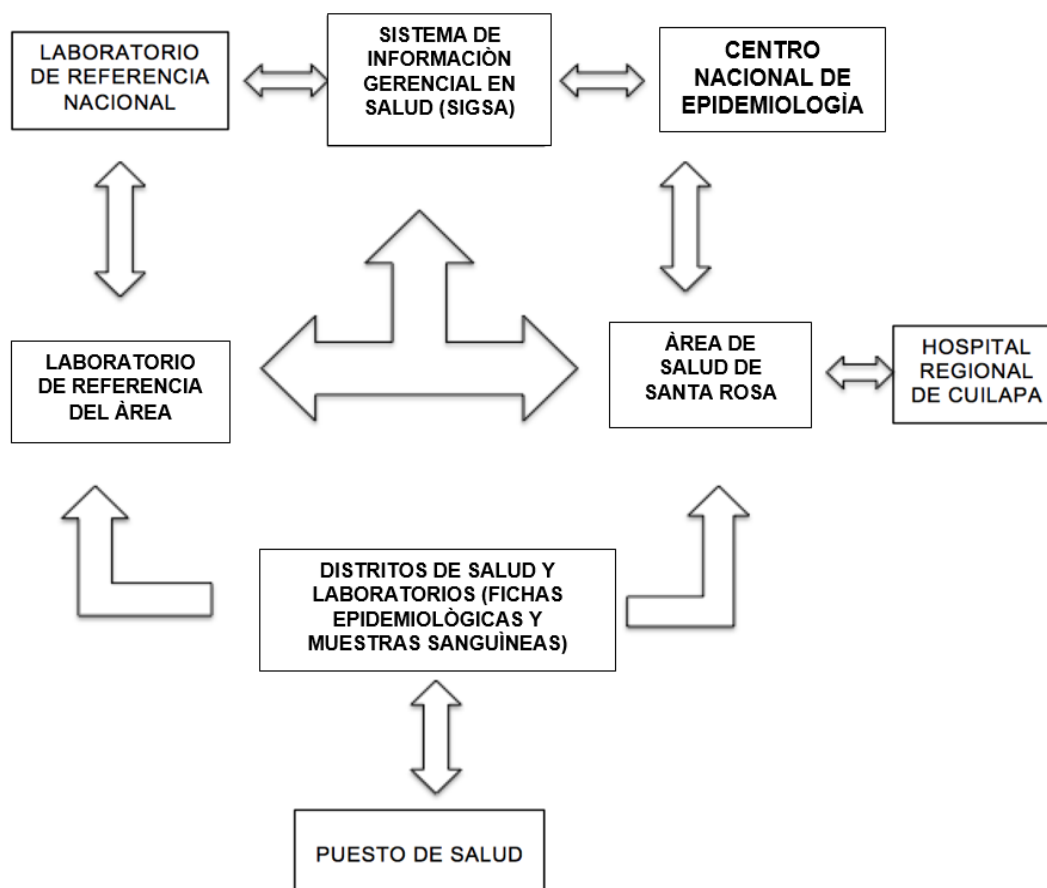 LABORATORIO
DE REFERENCIA
NACIONAL
SISTEMA DE
INFORMACIÒN
GERENCIAL EN
SALUD (SIGSA)
CENTRO
NACIONAL DE
EPIDEMIOLOGÌA
LABORATORIO
DE REFERENCIA
DEL ÀREA
ÀREA DE
SALUD DE
SANTA ROSA
HOSPITAL
REGIONAL
DE CUILAPA
DISTRITOS DE SALUD Y
LABORATORIOS (FICHAS
EPIDEMIOLÒGICAS Y
MUESTRAS SANGUÌNEAS)
PUESTO DE SALUD